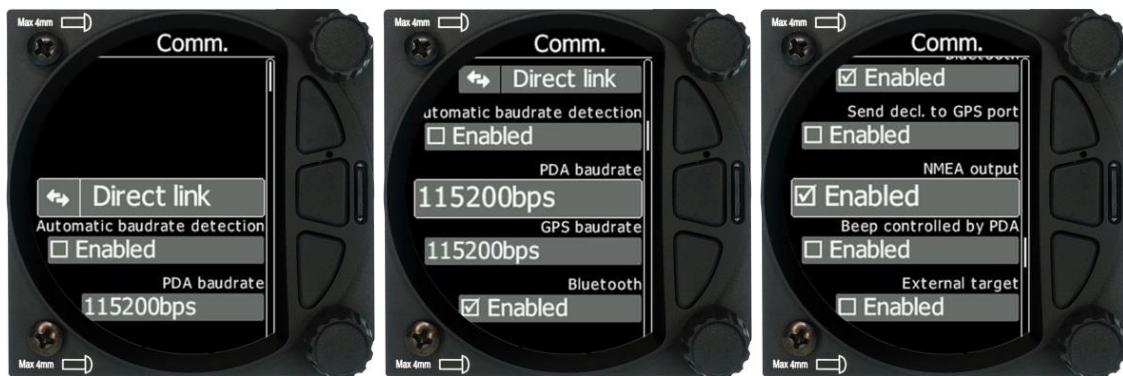 Max 4mm
Comm.
Direct link
Automatic baudrate detection
Enabled
PDA baudrate
115200bps
Max 4mm
Max 4mm
Comm.
Direct link
utomatic baudrate detection
Enabled
PDA baudrate
115200bps
GPS baudrate
115200bps
Bluetooth
Enabled
Max 4mm
Max 4mm
Comm.
Bluetooth
Enabled
Send decl. to GPS port
Enabled
NMEA output
Enabled
Beep controlled by PDA
Enabled
External target
Enabled
Max 4mm